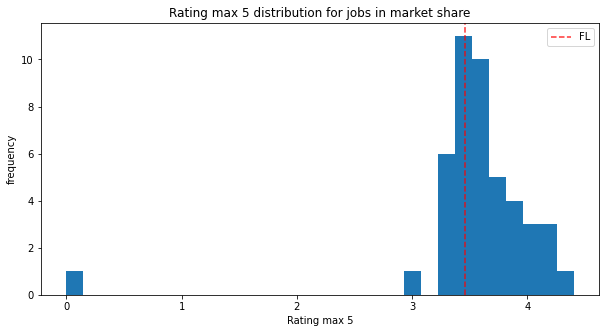 Rating max 5 distribution for jobs in market share
FL
10
8
6
4
2
0
frequency
0 1 2 3 4
Rating max 5